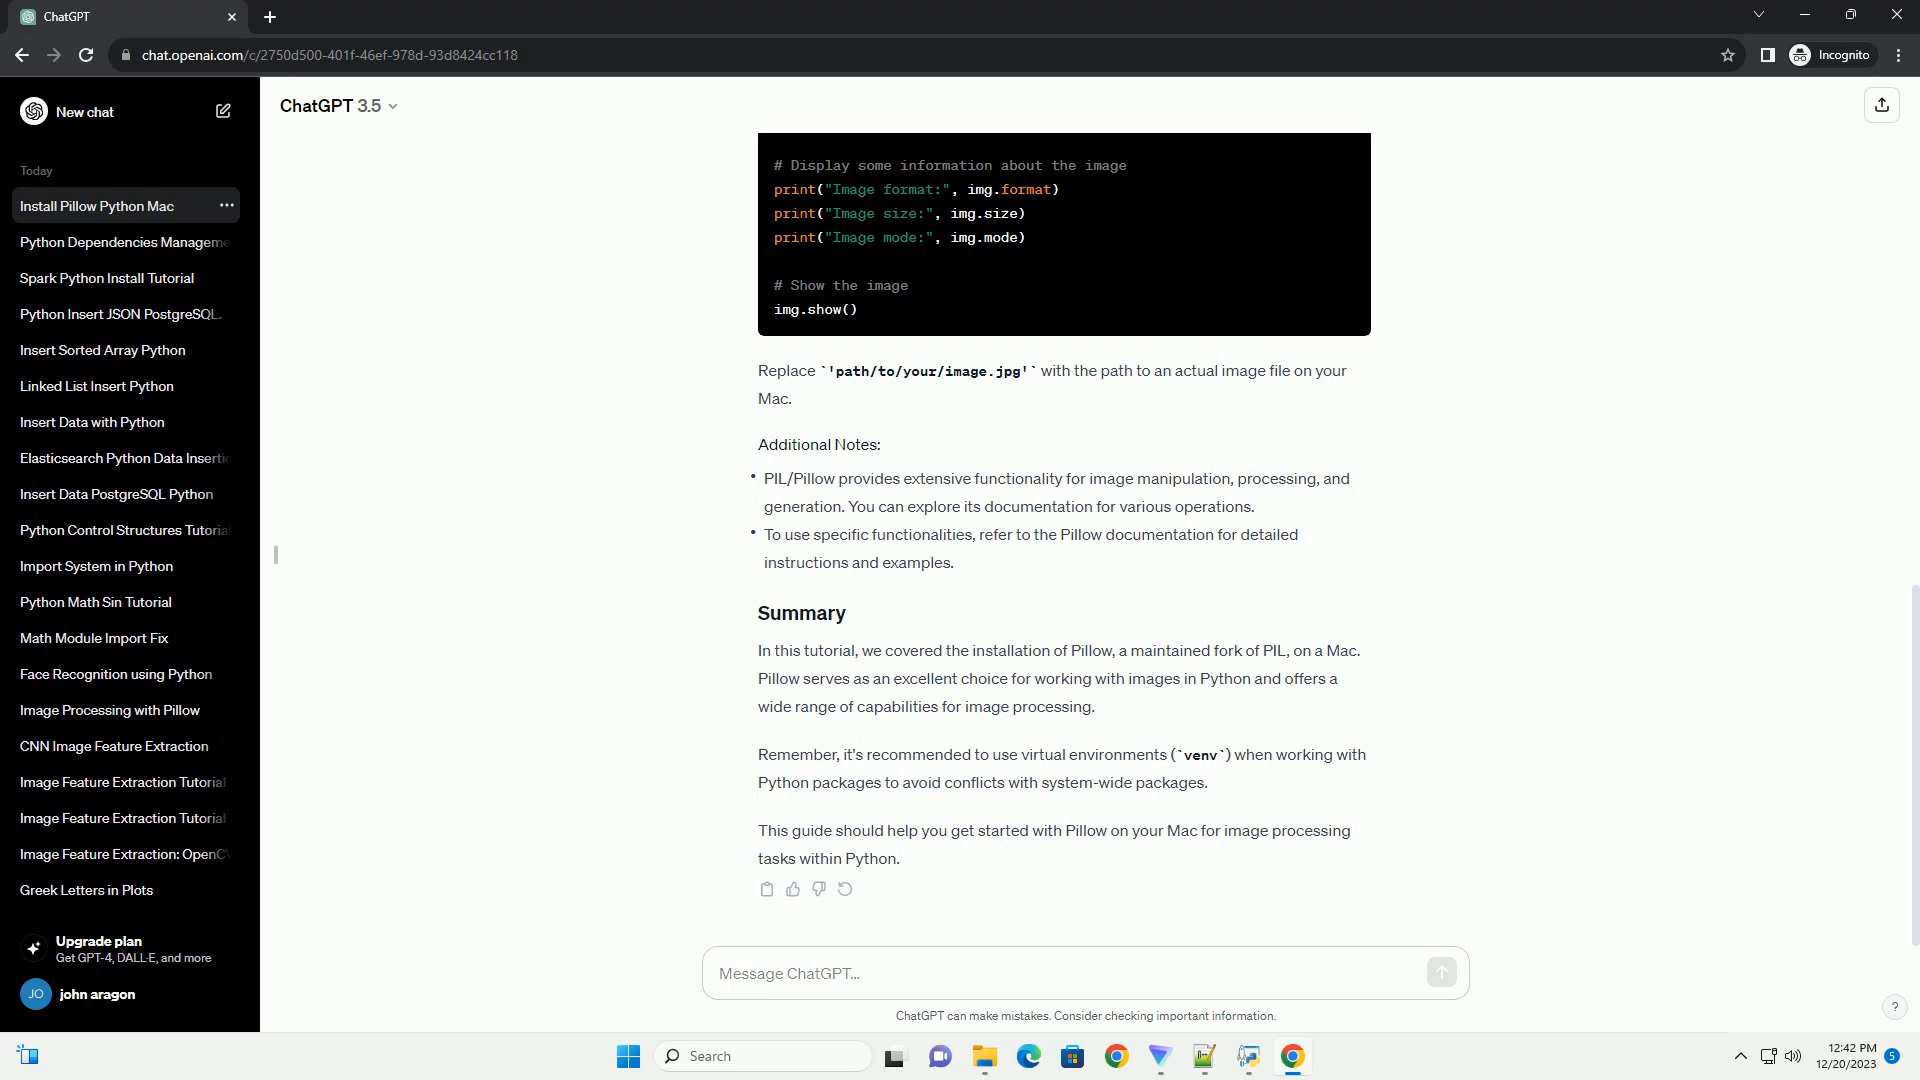 ChatGPT
chat.openai.com/c/2750d500-401f-46ef-978d-93d8424cc118
Incognito
New chat
Today
Install Pillow Python Mac
Python Dependencies Manageme
Spark Python Install Tutorial
Python Insert JSON PostgreSQL.
Insert Sorted Array Python
Linked List Insert Python
Insert Data with Python
Elasticsearch Python Data Inserti
Insert Data PostgreSQL Python
Python Control Structures Tutorial
Import System in Python
Python Math Sin Tutorial
Math Module Import Fix
Face Recognition using Python
Image Processing with Pillow
CNN Image Feature Extraction
Image Feature Extraction Tutorial
Image Feature Extraction Tutorial
Image Feature Extraction: OpenCV
Greek Letters in Plots
Upgrade plan
Get GPT-4, DALL·E, and more
JO john aragon
ChatGPT 3.5
# Display some information about the image
print("Image format:", img.format)
print("Image size:", img.size)
print("Image mode:", img.mode)
# Show the image
img.show()
Replace `'path/to/your/image.jpg'` with the path to an actual image file on your
Mac.
Additional Notes:
• PIL/Pillow provides extensive functionality for image manipulation, processing, and
generation. You can explore its documentation for various operations.
• To use specific functionalities, refer to the Pillow documentation for detailed
instructions and examples.
Summary
In this tutorial, we covered the installation of Pillow, a maintained fork of PIL, on a Mac.
Pillow serves as an excellent choice for working with images in Python and offers a
wide range of capabilities for image processing.
Remember, it's recommended to use virtual environments (`venv`) when working with
Python packages to avoid conflicts with system-wide packages.
This guide should help you get started with Pillow on your Mac for image processing
tasks within Python.
Message ChatGPT...
ChatGPT can make mistakes. Consider checking important information.
?
Search
12:42 PM
12/20/2023
5